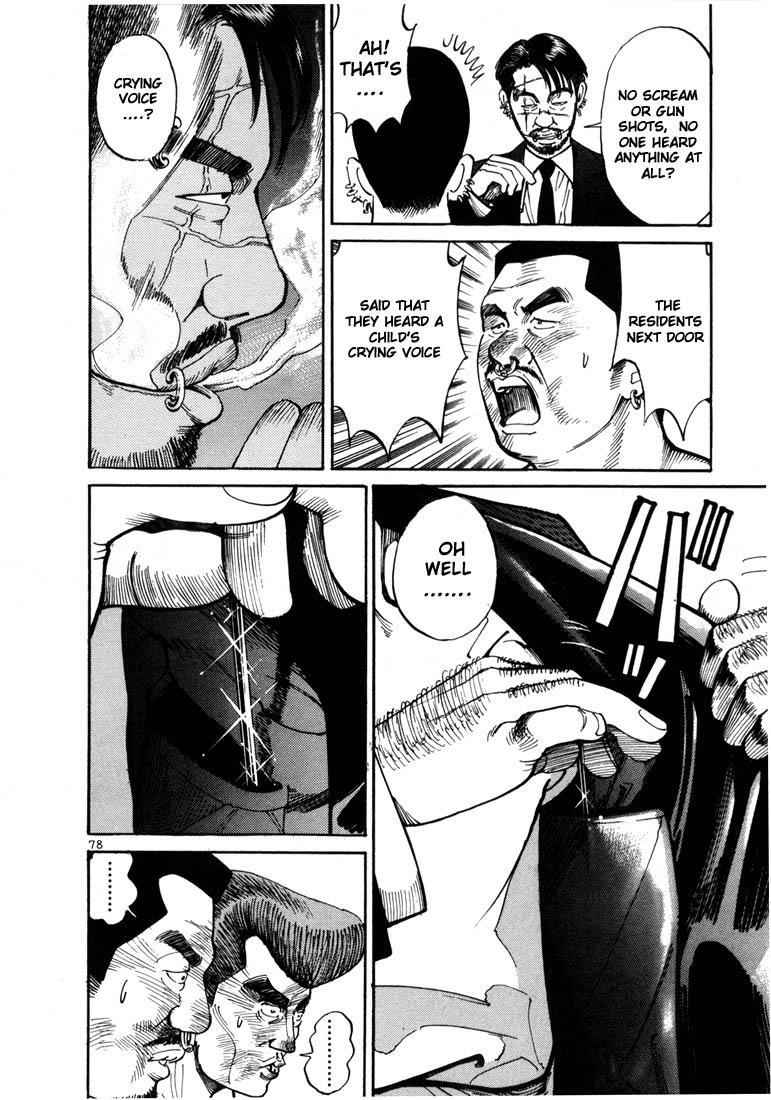 NO SCREAM
OR GUN
SHOTS, NO
ONE HEARD
ANYTHING AT
ALL?
AH!
THAT'S
....
THE
RESIDENTS
NEXT DOOR
SAID THAT
THEY HEARD A
CHILD'S
CRYING VOICE
CRYING
VOICE
....?
OH
WELL
.......
78
........
........